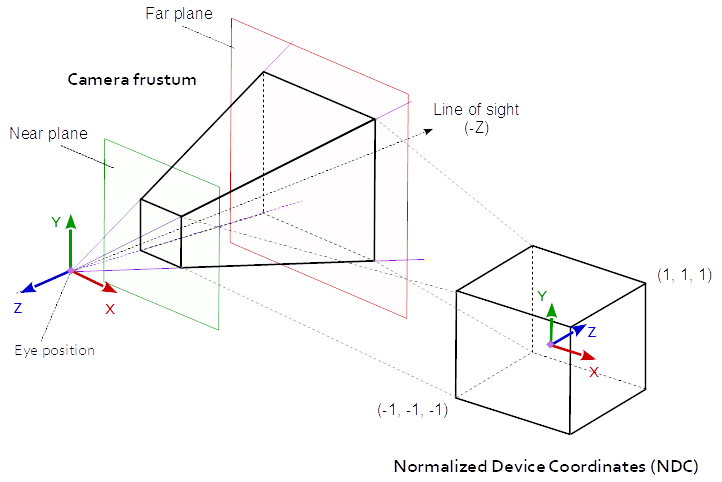 Far plane
Camera frustum
Line of sight
(-Z)
Near plane
Y
Z
X
Eye position
(1, 1, 1)
Y
Z
X
(-1, -1, -1)
Normalized Device Coordinates (NDC)